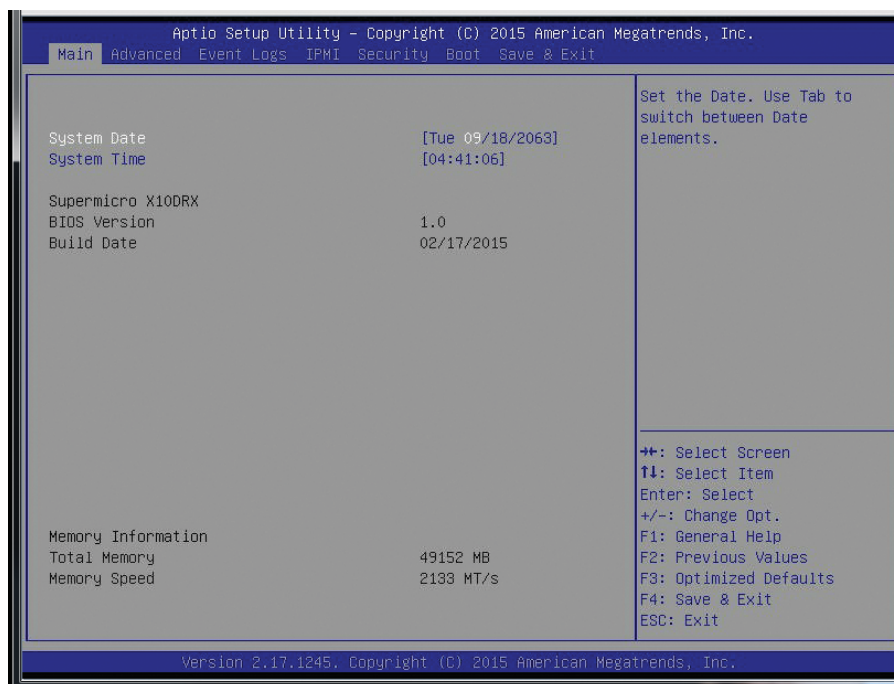 Aptio Setup Utility – Copyright (C) 2015 American Megatrends, Inc.
Main Advanced Event Logs IPMI Security Boot Save & Exit
Set the Date. Use Tab to
switch between Date
elements.
System Date [Tue 09/18/2063]
System Time [04:41:06]
Supermicro X10DRX
BIOS Version 1.0
Build Date 02/17/2015
Memory Information
Total Memory 49152 MB
Memory Speed 2133 MT/s
→←: Select Screen
↑↓: Select Item
Enter: Select
+/-: Change Opt.
F1: General Help
F2: Previous Values
F3: Optimized Defaults
F4: Save & Exit
ESC: Exit
Version 2.17.1245. Copyright (C) 2015 American Megatrends, Inc.